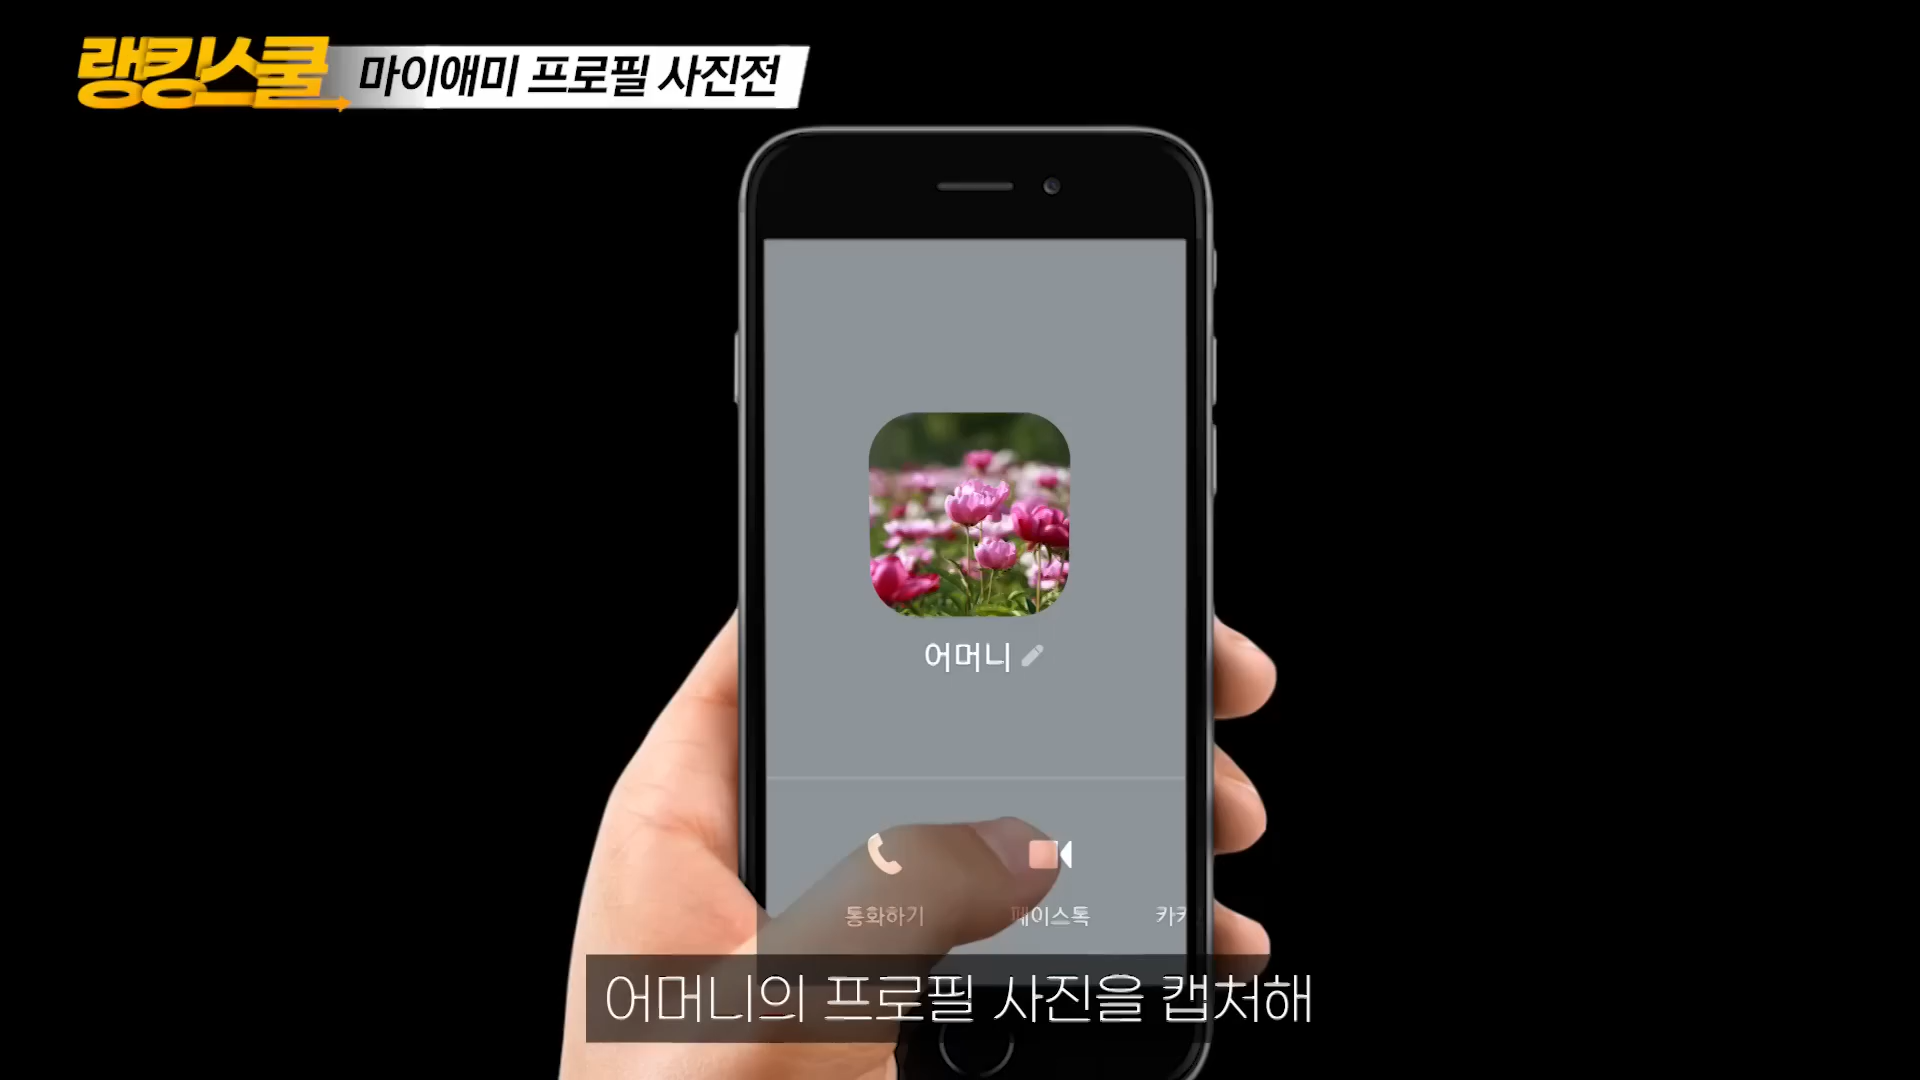 랭킹스쿨
마이애미 프로필 사진전
어머니
통화하기 페이스톡 카카
어머니의 프로필 사진을 캡처해